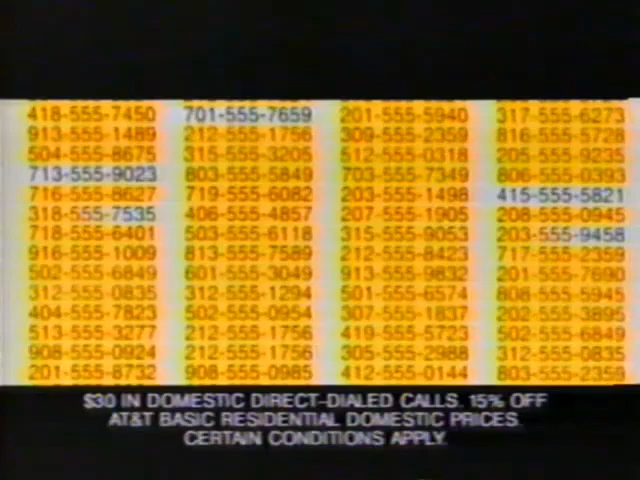 418-555-7450 701-555-7659 201-555-5940 317-555-6273
913-555-1489 212-555-1756 309-555-2359 816-555-5728
504-555-8675 315-555-3205 512-555-0318 205-555-9235
713-555-9023 803-555-5849 703-555-7349 806-555-0393
716-555-8627 719-555-6082 203-555-1498 415-555-5821
318-555-7535 406-555-4857 207-555-1905 208-555-0945
718-555-6401 503-555-6118 315-555-9053 203-555-9458
916-555-1009 813-555-7589 212-555-8423 717-555-2359
502-555-6849 601-555-3049 913-555-9832 201-555-7690
312-555-0835 312-555-1294 501-555-6574 808-555-5945
404-555-7823 502-555-0954 307-555-1837 202-555-3895
513-555-3277 212-555-1756 419-555-5723 502-555-6849
908-555-0924 212-555-1756 305-555-2988 312-555-0835
201-555-8732 908-555-0985 412-555-0144 803-555-2359
$30 IN DOMESTIC DIRECT-DIALED CALLS. 15% OFF
AT&T BASIC RESIDENTIAL DOMESTIC PRICES.
CERTAIN CONDITIONS APPLY.